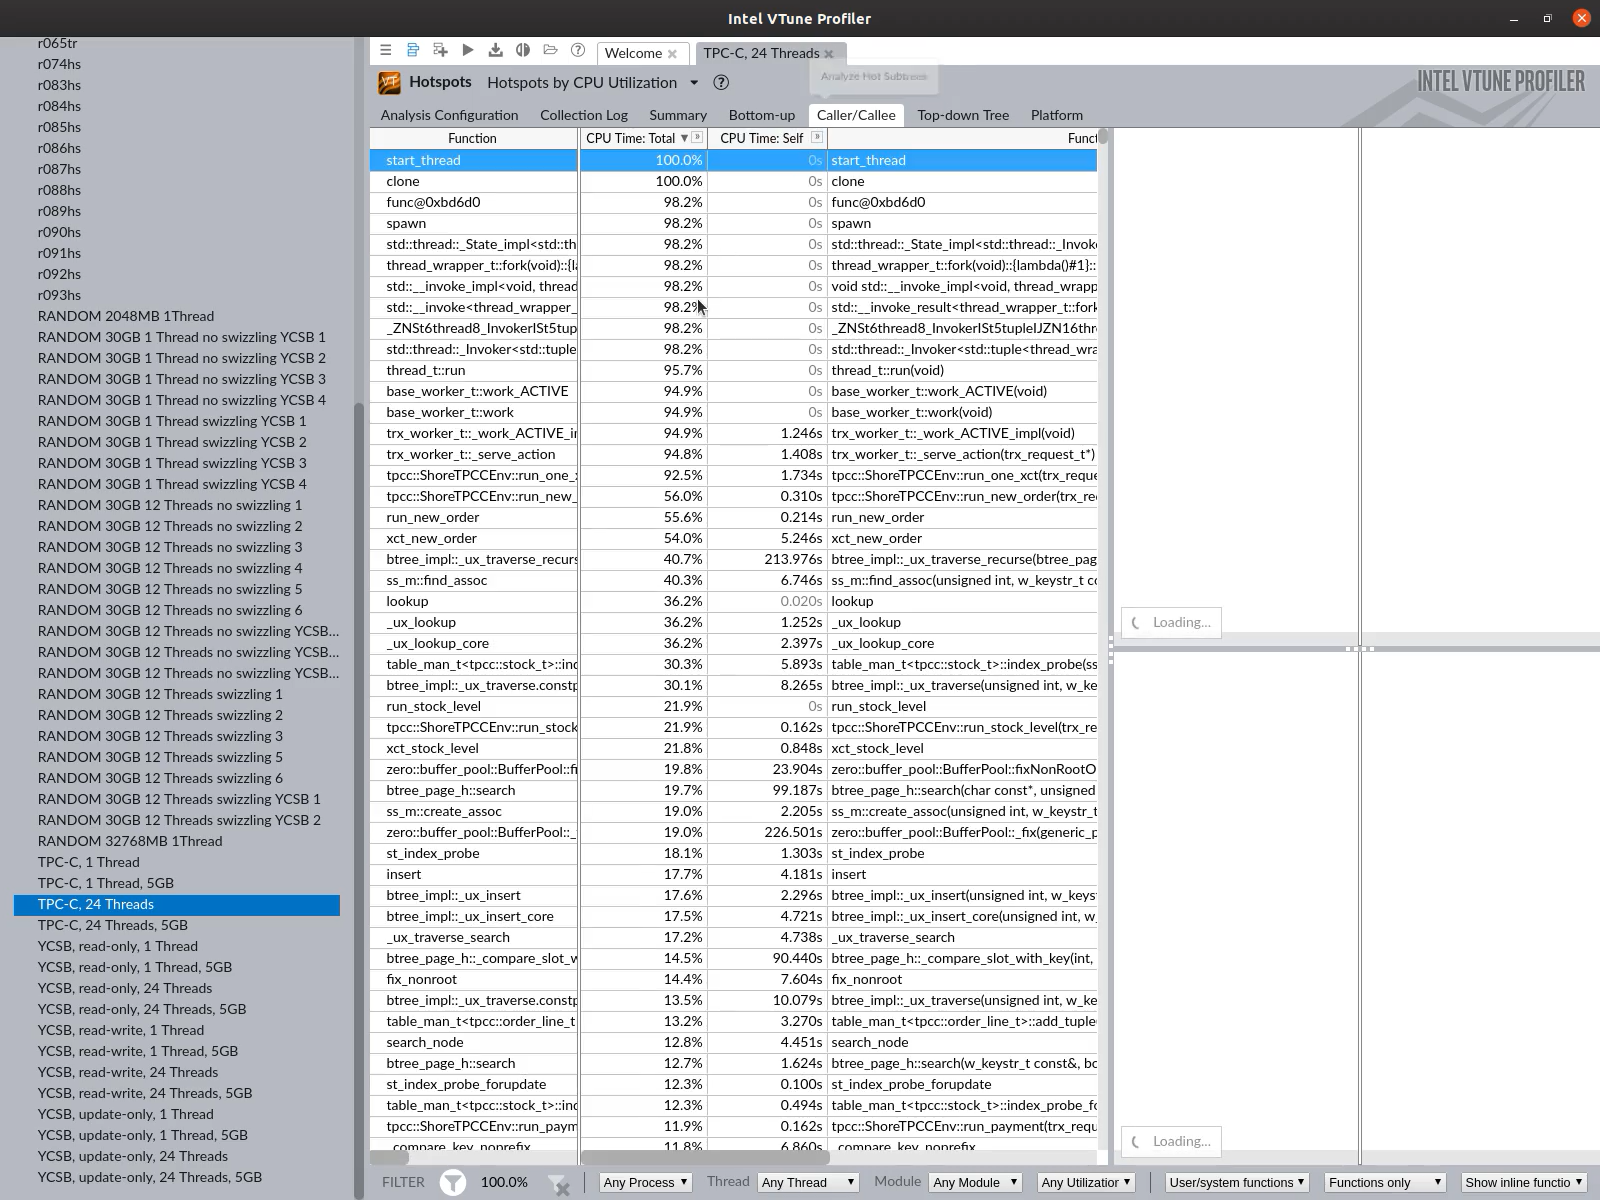 Intel VTune Profiler
r065tr
r074hs
r083hs
r084hs
r085hs
r086hs
r087hs
r088hs
r089hs
r090hs
r091hs
r092hs
r093hs
RANDOM 2048MB 1Thread
RANDOM 30GB 1 Thread no swizzling YCSB 1
RANDOM 30GB 1 Thread no swizzling YCSB 2
RANDOM 30GB 1 Thread no swizzling YCSB 3
RANDOM 30GB 1 Thread no swizzling YCSB 4
RANDOM 30GB 1 Thread swizzling YCSB 1
RANDOM 30GB 1 Thread swizzling YCSB 2
RANDOM 30GB 1 Thread swizzling YCSB 3
RANDOM 30GB 1 Thread swizzling YCSB 4
RANDOM 30GB 12 Threads no swizzling 1
RANDOM 30GB 12 Threads no swizzling 2
RANDOM 30GB 12 Threads no swizzling 3
RANDOM 30GB 12 Threads no swizzling 4
RANDOM 30GB 12 Threads no swizzling 5
RANDOM 30GB 12 Threads no swizzling 6
RANDOM 30GB 12 Threads no swizzling YCSB...
RANDOM 30GB 12 Threads no swizzling YCSB...
RANDOM 30GB 12 Threads no swizzling YCSB...
RANDOM 30GB 12 Threads swizzling 1
RANDOM 30GB 12 Threads swizzling 2
RANDOM 30GB 12 Threads swizzling 3
RANDOM 30GB 12 Threads swizzling 5
RANDOM 30GB 12 Threads swizzling 6
RANDOM 30GB 12 Threads swizzling YCSB 1
RANDOM 30GB 12 Threads swizzling YCSB 2
RANDOM 32768MB 1Thread
TPC-C, 1 Thread
TPC-C, 1 Thread, 5GB
TPC-C, 24 Threads
TPC-C, 24 Threads, 5GB
YCSB, read-only, 1 Thread
YCSB, read-only, 1 Thread, 5GB
YCSB, read-only, 24 Threads
YCSB, read-only, 24 Threads, 5GB
YCSB, read-write, 1 Thread
YCSB, read-write, 1 Thread, 5GB
YCSB, read-write, 24 Threads
YCSB, read-write, 24 Threads, 5GB
YCSB, update-only, 1 Thread
YCSB, update-only, 1 Thread, 5GB
YCSB, update-only, 24 Threads
YCSB, update-only, 24 Threads, 5GB
Welcome TPC-C, 24 Threads
Analyze Hot Subtrees
Hotspots Hotspots by CPU Utilization
INTEL VTUNE PROFILER
Analysis Configuration Collection Log Summary Bottom-up Caller/Callee Top-down Tree Platform
Function CPU Time: Total CPU Time: Self Funct
start_thread 100.0% 0s start_thread
clone 100.0% 0s clone
func@0xbd6d0 98.2% 0s func@0xbd6d0
spawn 98.2% 0s spawn
std::thread::_State_impl<std::th 98.2% 0s std::thread::_State_impl<std::thread::_Invok
thread_wrapper_t::fork(void)::{l 98.2% 0s thread_wrapper_t::fork(void)::{lambda()#1}::
std::__invoke_impl<void, thread 98.2% 0s void std::__invoke_impl<void, thread_wrapp
std::__invoke<thread_wrapper_ 98.2% 0s std::__invoke_result<thread_wrapper_t::fork
_ZNSt6thread8_InvokerISt5tup 98.2% 0s _ZNSt6thread8_InvokerISt5tupleIJZN16thr
std::thread::_Invoker<std::tuple 98.2% 0s std::thread::_Invoker<std::tuple<thread_wra
thread_t::run 95.7% 0s thread_t::run(void)
base_worker_t::work_ACTIVE 94.9% 0s base_worker_t::work_ACTIVE(void)
base_worker_t::work 94.9% 0s base_worker_t::work(void)
trx_worker_t::_work_ACTIVE_i 94.9% 1.246s trx_worker_t::_work_ACTIVE_impl(void)
trx_worker_t::_serve_action 94.8% 1.408s trx_worker_t::_serve_action(trx_request_t*)
tpcc::ShoreTPCCEnv::run_one_x 92.5% 1.734s tpcc::ShoreTPCCEnv::run_one_xct(trx_reque
tpcc::ShoreTPCCEnv::run_new_ 56.0% 0.310s tpcc::ShoreTPCCEnv::run_new_order(trx_re
run_new_order 55.6% 0.214s run_new_order
xct_new_order 54.0% 5.246s xct_new_order
btree_impl::_ux_traverse_recurs 40.7% 213.976s btree_impl::_ux_traverse_recurse(btree_pag
ss_m::find_assoc 40.3% 6.746s ss_m::find_assoc(unsigned int, w_keystr_t c
lookup 36.2% 0.020s lookup
_ux_lookup 36.2% 1.252s _ux_lookup
_ux_lookup_core 36.2% 2.397s _ux_lookup_core
table_man_t<tpcc::stock_t>::ind 30.3% 5.893s table_man_t<tpcc::stock_t>::index_probe(ss
btree_impl::_ux_traverse.constp 30.1% 8.265s btree_impl::_ux_traverse(unsigned int, w_ke
run_stock_level 21.9% 0s run_stock_level
tpcc::ShoreTPCCEnv::run_stock 21.9% 0.162s tpcc::ShoreTPCCEnv::run_stock_level(trx_re
xct_stock_level 21.8% 0.848s xct_stock_level
zero::buffer_pool::BufferPool::fi 19.8% 23.904s zero::buffer_pool::BufferPool::fixNonRootO
btree_page_h::search 19.7% 99.187s btree_page_h::search(char const*, unsigned
ss_m::create_assoc 19.0% 2.205s ss_m::create_assoc(unsigned int, w_keystr_t
zero::buffer_pool::BufferPool::_ 19.0% 226.501s zero::buffer_pool::BufferPool::_fix(generic_p
st_index_probe 18.1% 1.303s st_index_probe
insert 17.7% 4.181s insert
btree_impl::_ux_insert 17.6% 2.296s btree_impl::_ux_insert(unsigned int, w_keys
btree_impl::_ux_insert_core 17.5% 4.721s btree_impl::_ux_insert_core(unsigned int, w_
_ux_traverse_search 17.2% 4.738s _ux_traverse_search
btree_page_h::_compare_slot_w 14.5% 90.440s btree_page_h::_compare_slot_with_key(int,
fix_nonroot 14.4% 7.604s fix_nonroot
btree_impl::_ux_traverse.constp 13.5% 10.079s btree_impl::_ux_traverse(unsigned int, w_ke
table_man_t<tpcc::order_line_t 13.2% 3.270s table_man_t<tpcc::order_line_t>::add_tuple
search_node 12.8% 4.451s search_node
btree_page_h::search 12.7% 1.624s btree_page_h::search(w_keystr_t const&, bo
st_index_probe_forupdate 12.3% 0.100s st_index_probe_forupdate
table_man_t<tpcc::stock_t>::ind 12.3% 0.494s table_man_t<tpcc::stock_t>::index_probe_fo
tpcc::ShoreTPCCEnv::run_paym 11.9% 0.162s tpcc::ShoreTPCCEnv::run_payment(trx_requ
_compare_key_noprefix 11.8% 6.860s _compare_key_noprefix
Loading...
Loading...
FILTER 100.0% Any Process Thread Any Thread Module Any Module Any Utilization User/system functions Functions only Show inline functio